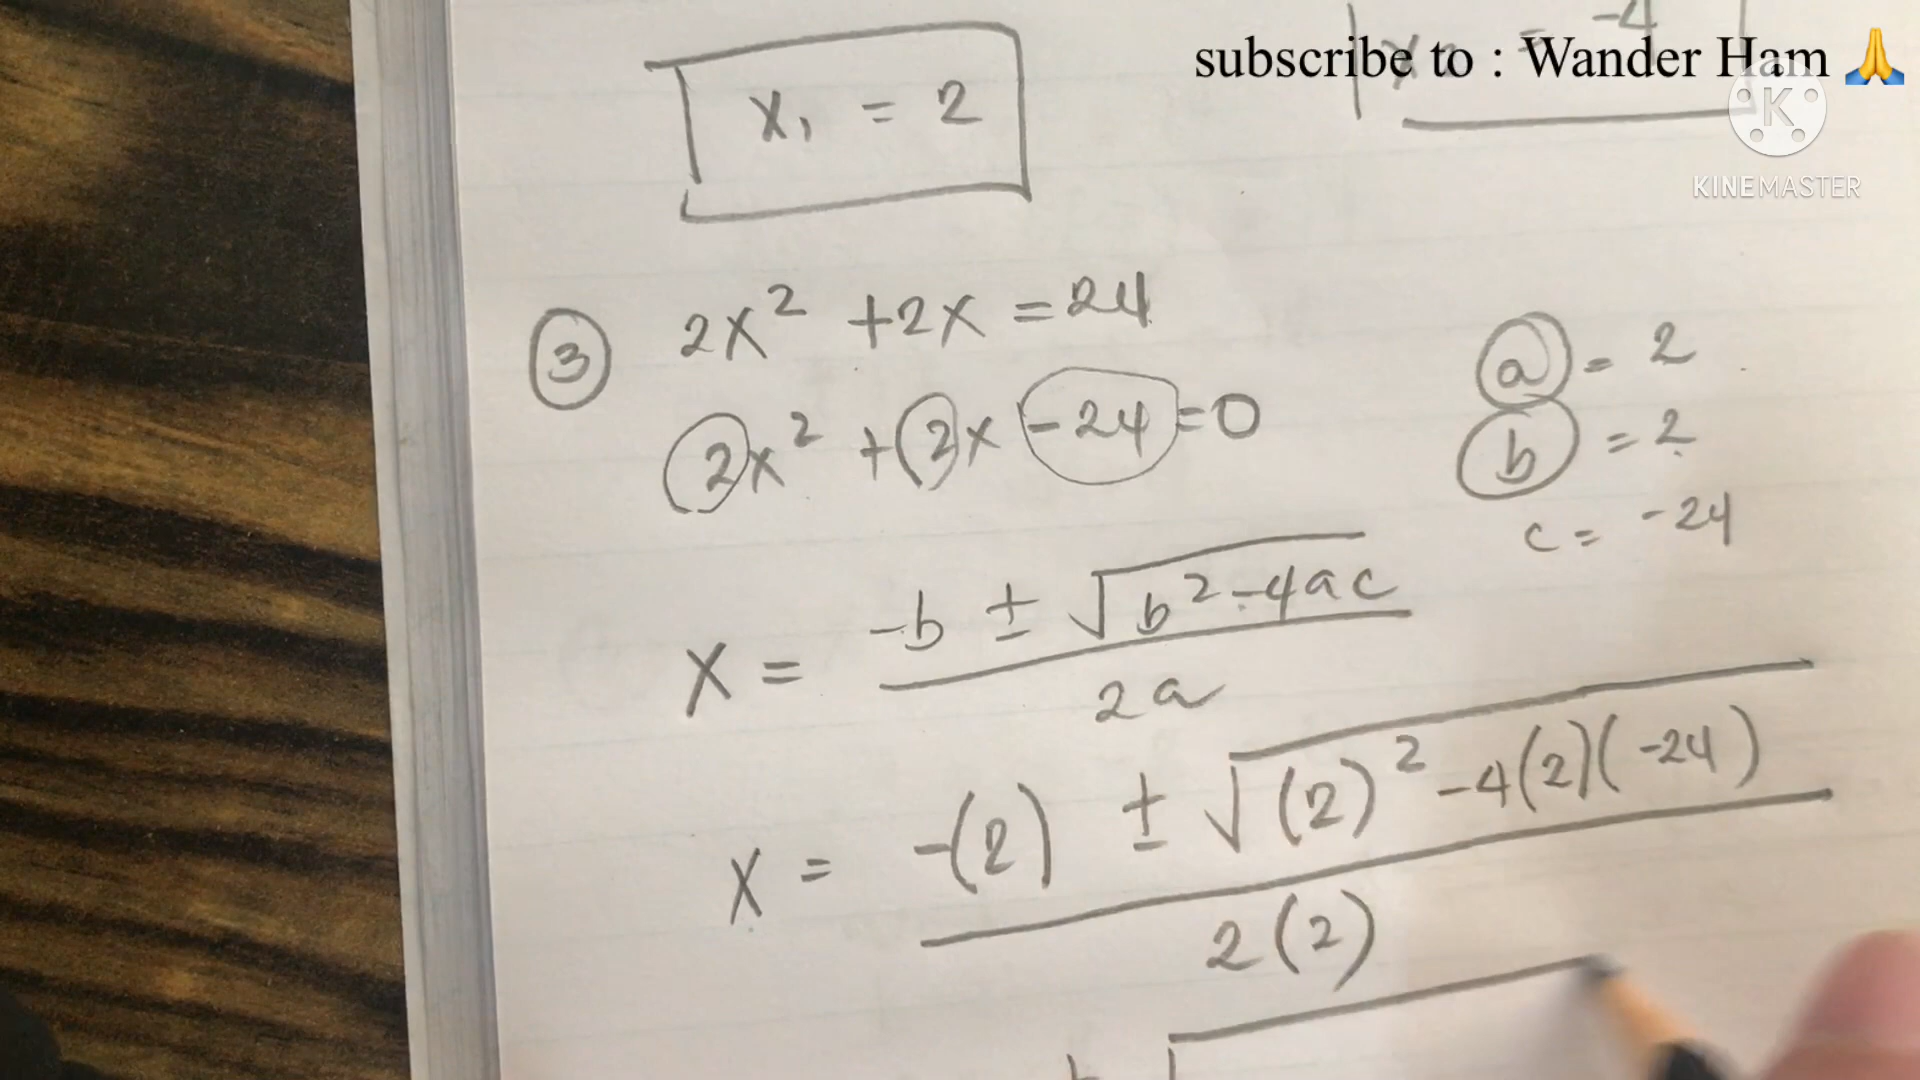 subscribe to : Wander Ham 🙏
KINEMASTER
x₁ = 2
= -4
③ 2x² + 2x = 24
2x² + 2x - 24 = 0
a = 2
b = 2
c = -24
x = -b ± √b² - 4ac / 2a
x = -(2) ± √(2)² - 4(2)(-24) / 2(2)